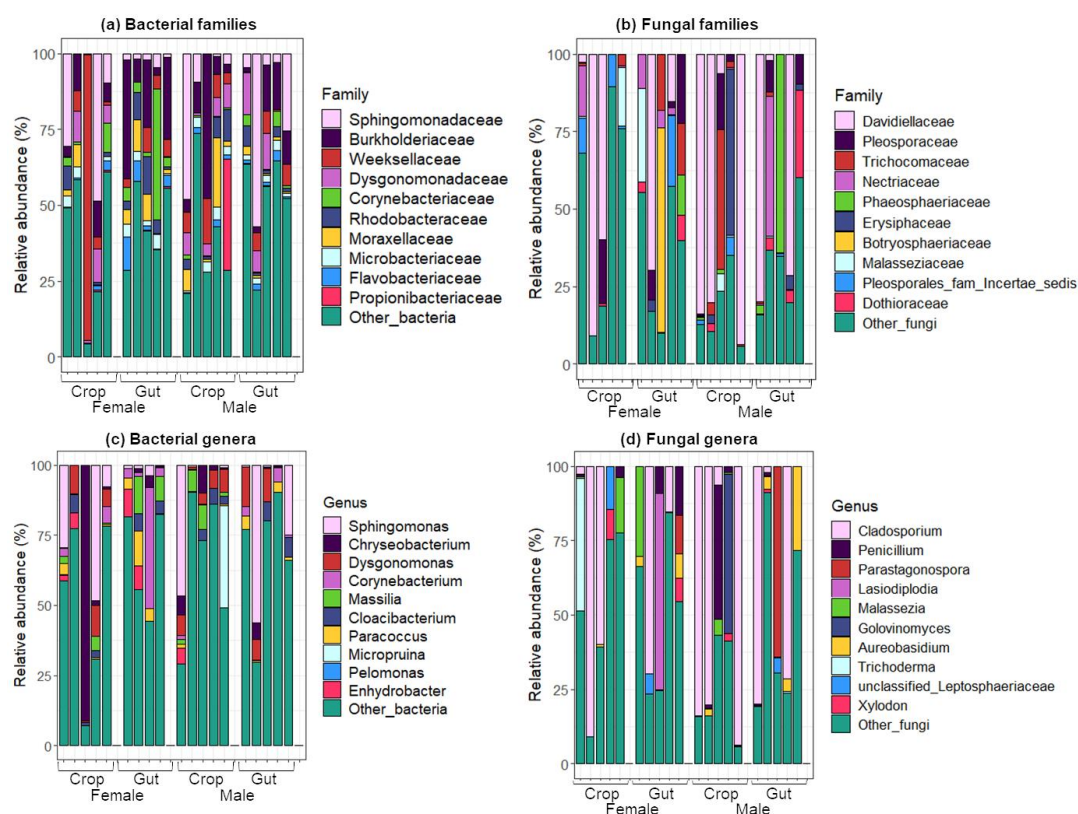 (a) Bacterial families
Relative abundance (%)
100
75
50
25
0
Crop Gut Crop Gut
Female Male
Family
Sphingomonadaceae
Burkholderiaceae
Weeksellaceae
Dysgonomonadaceae
Corynebacteriaceae
Rhodobacteraceae
Moraxellaceae
Microbacteriaceae
Flavobacteriaceae
Propionibacteriaceae
Other_bacteria
(b) Fungal families
Relative abundance (%)
100
75
50
25
0
Crop Gut Crop Gut
Female Male
Family
Davidiellaceae
Pleosporaceae
Trichocomaceae
Nectriaceae
Phaeosphaeriaceae
Erysiphaceae
Botryosphaeriaceae
Malasseziaceae
Pleosporales_fam_Incertae_sedis
Dothioraceae
Other_fungi
(c) Bacterial genera
Relative abundance (%)
100
75
50
25
0
Crop Gut Crop Gut
Female Male
Genus
Sphingomonas
Chryseobacterium
Dysgonomonas
Corynebacterium
Massilia
Cloacibacterium
Paracoccus
Micropruina
Pelomonas
Enhydrobacter
Other_bacteria
(d) Fungal genera
Relative abundance (%)
100
75
50
25
0
Crop Gut Crop Gut
Female Male
Genus
Cladosporium
Penicillium
Parastagonospora
Lasiodiplodia
Malassezia
Golovinomyces
Aureobasidium
Trichoderma
unclassified_Leptosphaeriaceae
Xylodon
Other_fungi